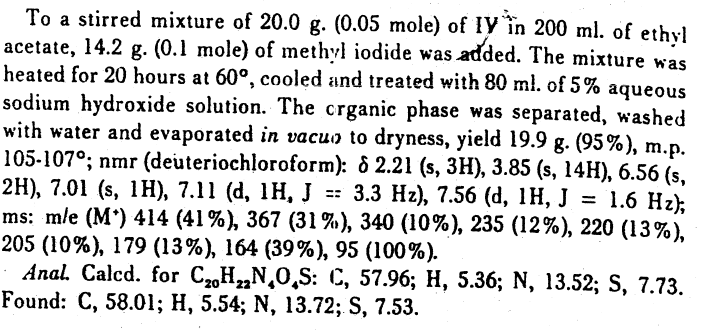 To a stirred mixture of 20.0 g. (0.05 mole) of IV in 200 ml. of ethyl
acetate, 14.2 g. (0.1 mole) of methyl iodide was added. The mixture was
heated for 20 hours at 60°, cooled and treated with 80 ml. of 5% aqueous
sodium hydroxide solution. The organic phase was separated, washed
with water and evaporated in vacuo to dryness, yield 19.9 g. (95%), m.p.
105-107°; nmr (deuteriochloroform): δ 2.21 (s, 3H), 3.85 (s, 14H), 6.56 (s,
2H), 7.01 (s, 1H), 7.11 (d, 1H, J = 3.3 Hz), 7.56 (d, 1H, J = 1.6 Hz);
ms: m/e (M⁺) 414 (41%), 367 (31%), 340 (10%), 235 (12%), 220 (13%),
205 (10%), 179 (13%), 164 (39%), 95 (100%).
Anal. Calcd. for C₂₀H₂₂N₄O₄S: C, 57.96; H, 5.36; N, 13.52; S, 7.73.
Found: C, 58.01; H, 5.54; N, 13.72; S, 7.53.